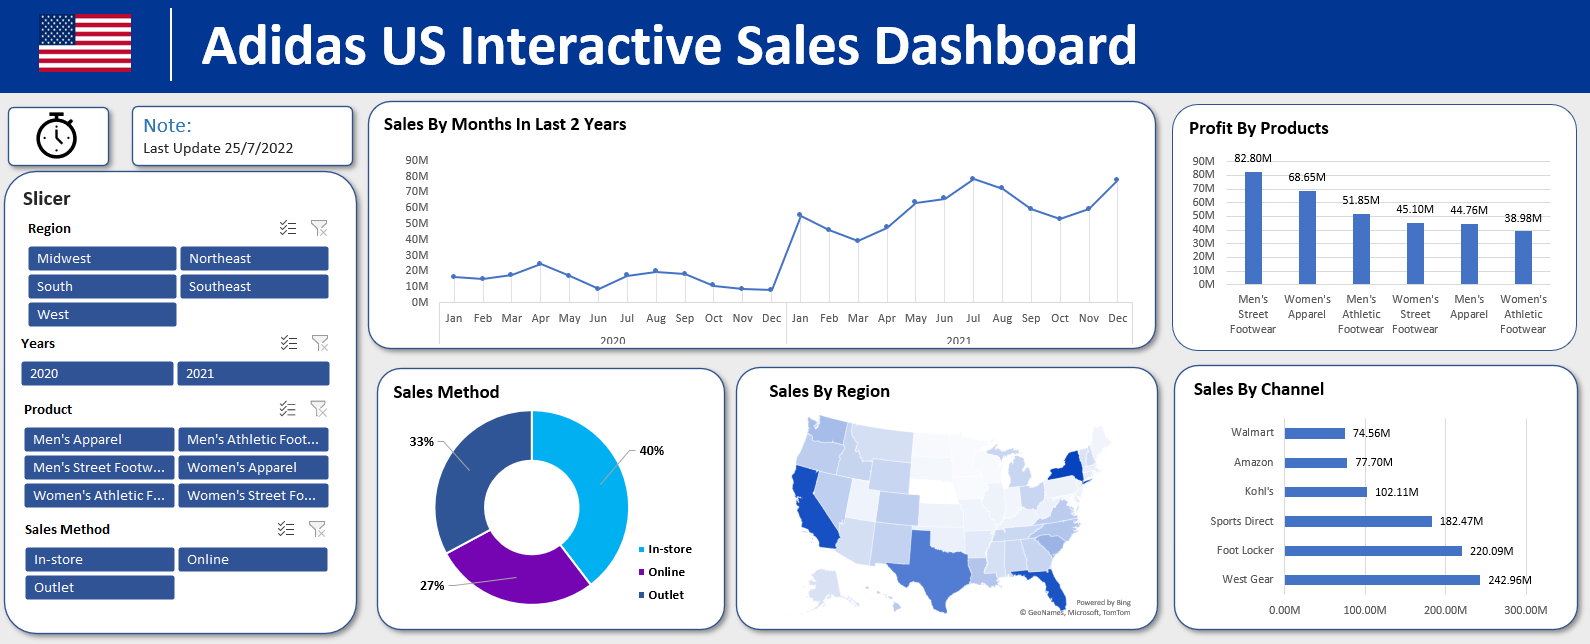 Adidas US Interactive Sales Dashboard
Note:
Last Update 25/7/2022
Slicer
Region
Midwest
Northeast
South
Southeast
West
Years
2020
2021
Product
Men's Apparel
Men's Athletic Foot...
Men's Street Footw...
Women's Apparel
Women's Athletic F...
Women's Street Fo...
Sales Method
In-store
Online
Outlet
Sales By Months In Last 2 Years
90M
80M
70M
60M
50M
40M
30M
20M
10M
0M
Jan Feb Mar Apr May Jun Jul Aug Sep Oct Nov Dec Jan Feb Mar Apr May Jun Jul Aug Sep Oct Nov Dec
2020 2021
Profit By Products
90M
80M
70M
60M
50M
40M
30M
20M
10M
0M
82.80M
68.65M
51.85M
45.10M
44.76M
38.98M
Men's
Street
Footwear
Women's
Apparel
Men's
Athletic
Footwear
Women's
Street
Footwear
Men's
Apparel
Women's
Athletic
Footwear
Sales Method
33%
40%
27%
In-store
Online
Outlet
Sales By Region
Powered by Bing
© GeoNames, Microsoft, TomTom
Sales By Channel
Walmart 74.56M
Amazon 77.70M
Kohl's 102.11M
Sports Direct 182.47M
Foot Locker 220.09M
West Gear 242.96M
0.00M 100.00M 200.00M 300.00M